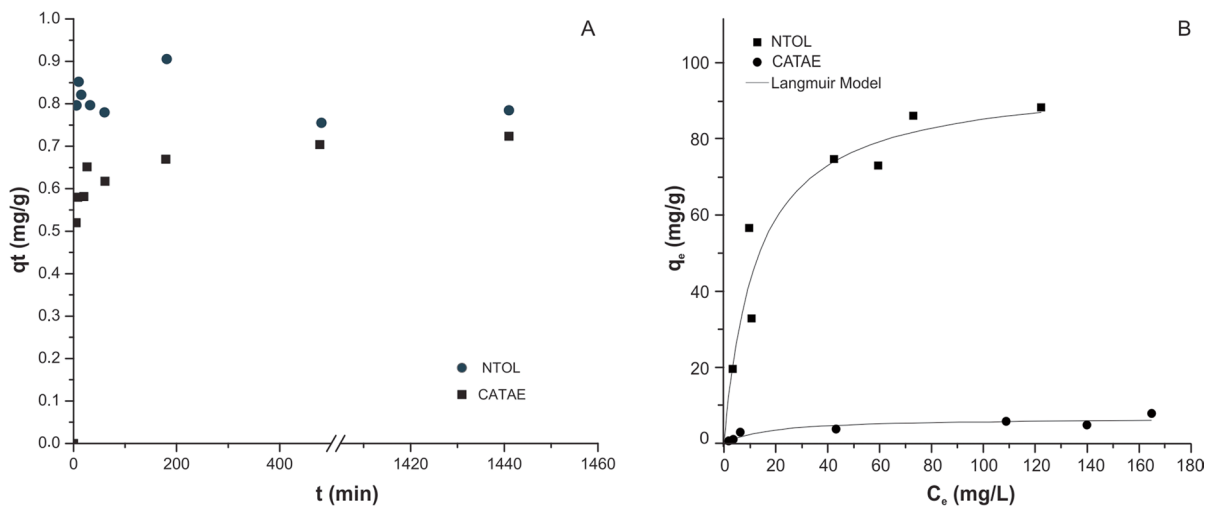 A
1.0
0.9
0.8
0.7
0.6
0.5
0.4
0.3
0.2
0.1
0.0
qt (mg/g)
NTOL
CATAE
0 200 400 1420 1440 1460
t (min)
B
NTOL
CATAE
Langmuir Model
100
80
60
40
20
0
qe (mg/g)
0 20 40 60 80 100 120 140 160 180
Ce (mg/L)